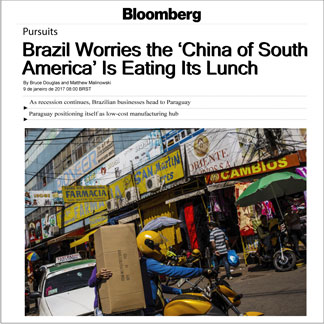 Bloomberg
Pursuits
Brazil Worries the ‘China of South
America’ Is Eating Its Lunch
By Bruce Douglas and Matthew Malinowski
9 de janeiro de 2017 08:00 BRST
As recession continues, Brazilian businesses head to Paraguay
Paraguay positioning itself as low-cost manufacturing hub
FARMACIA
SAN MARTIN
ORIENTE
CAMBIOS